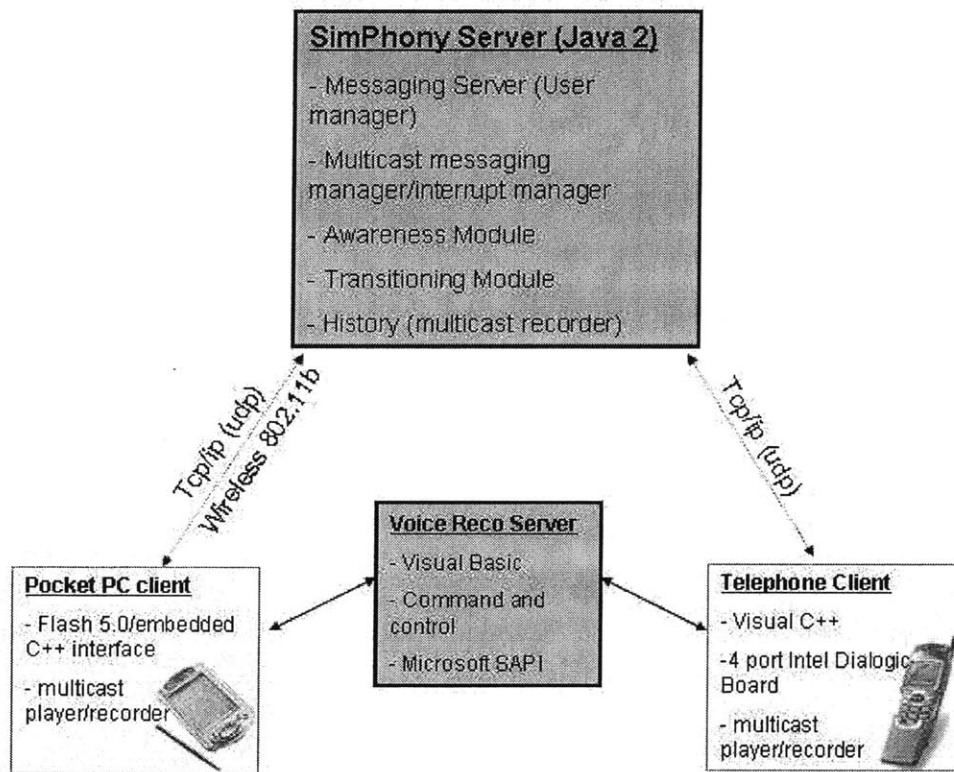 SimPhony Server (Java 2)
- Messaging Server (User
manager)
- Multicast messaging
manager/interrupt manager
- Awareness Module
- Transitioning Module
- History (multicast recorder)
Tcp/ip (udp)
Wireless 802.11b
Tcp/ip (udp)
Voice Reco Server
- Visual Basic
- Command and
control
- Microsoft SAPI
Pocket PC client
- Flash 5.0/embedded
C++ interface
- multicast
player/recorder
Telephone Client
- Visual C++
-4 port Intel Dialogic
Board
- multicast
player/recorder